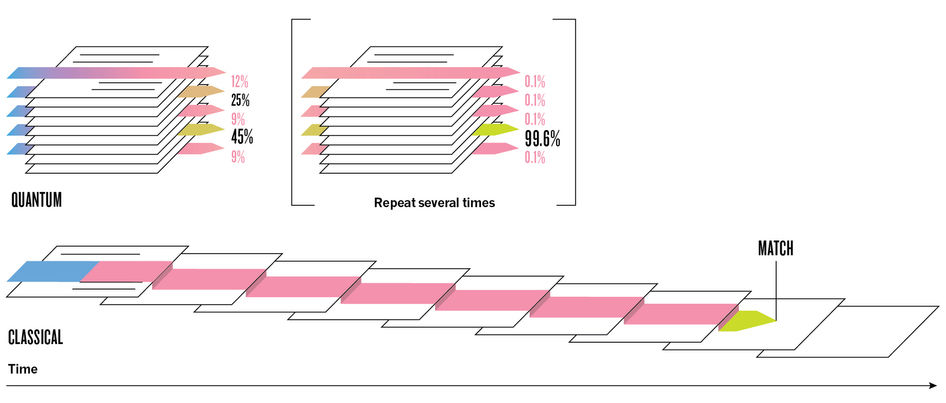 12%
25%
9%
45%
9%
QUANTUM
0.1%
0.1%
0.1%
99.6%
0.1%
Repeat several times
MATCH
CLASSICAL
Time